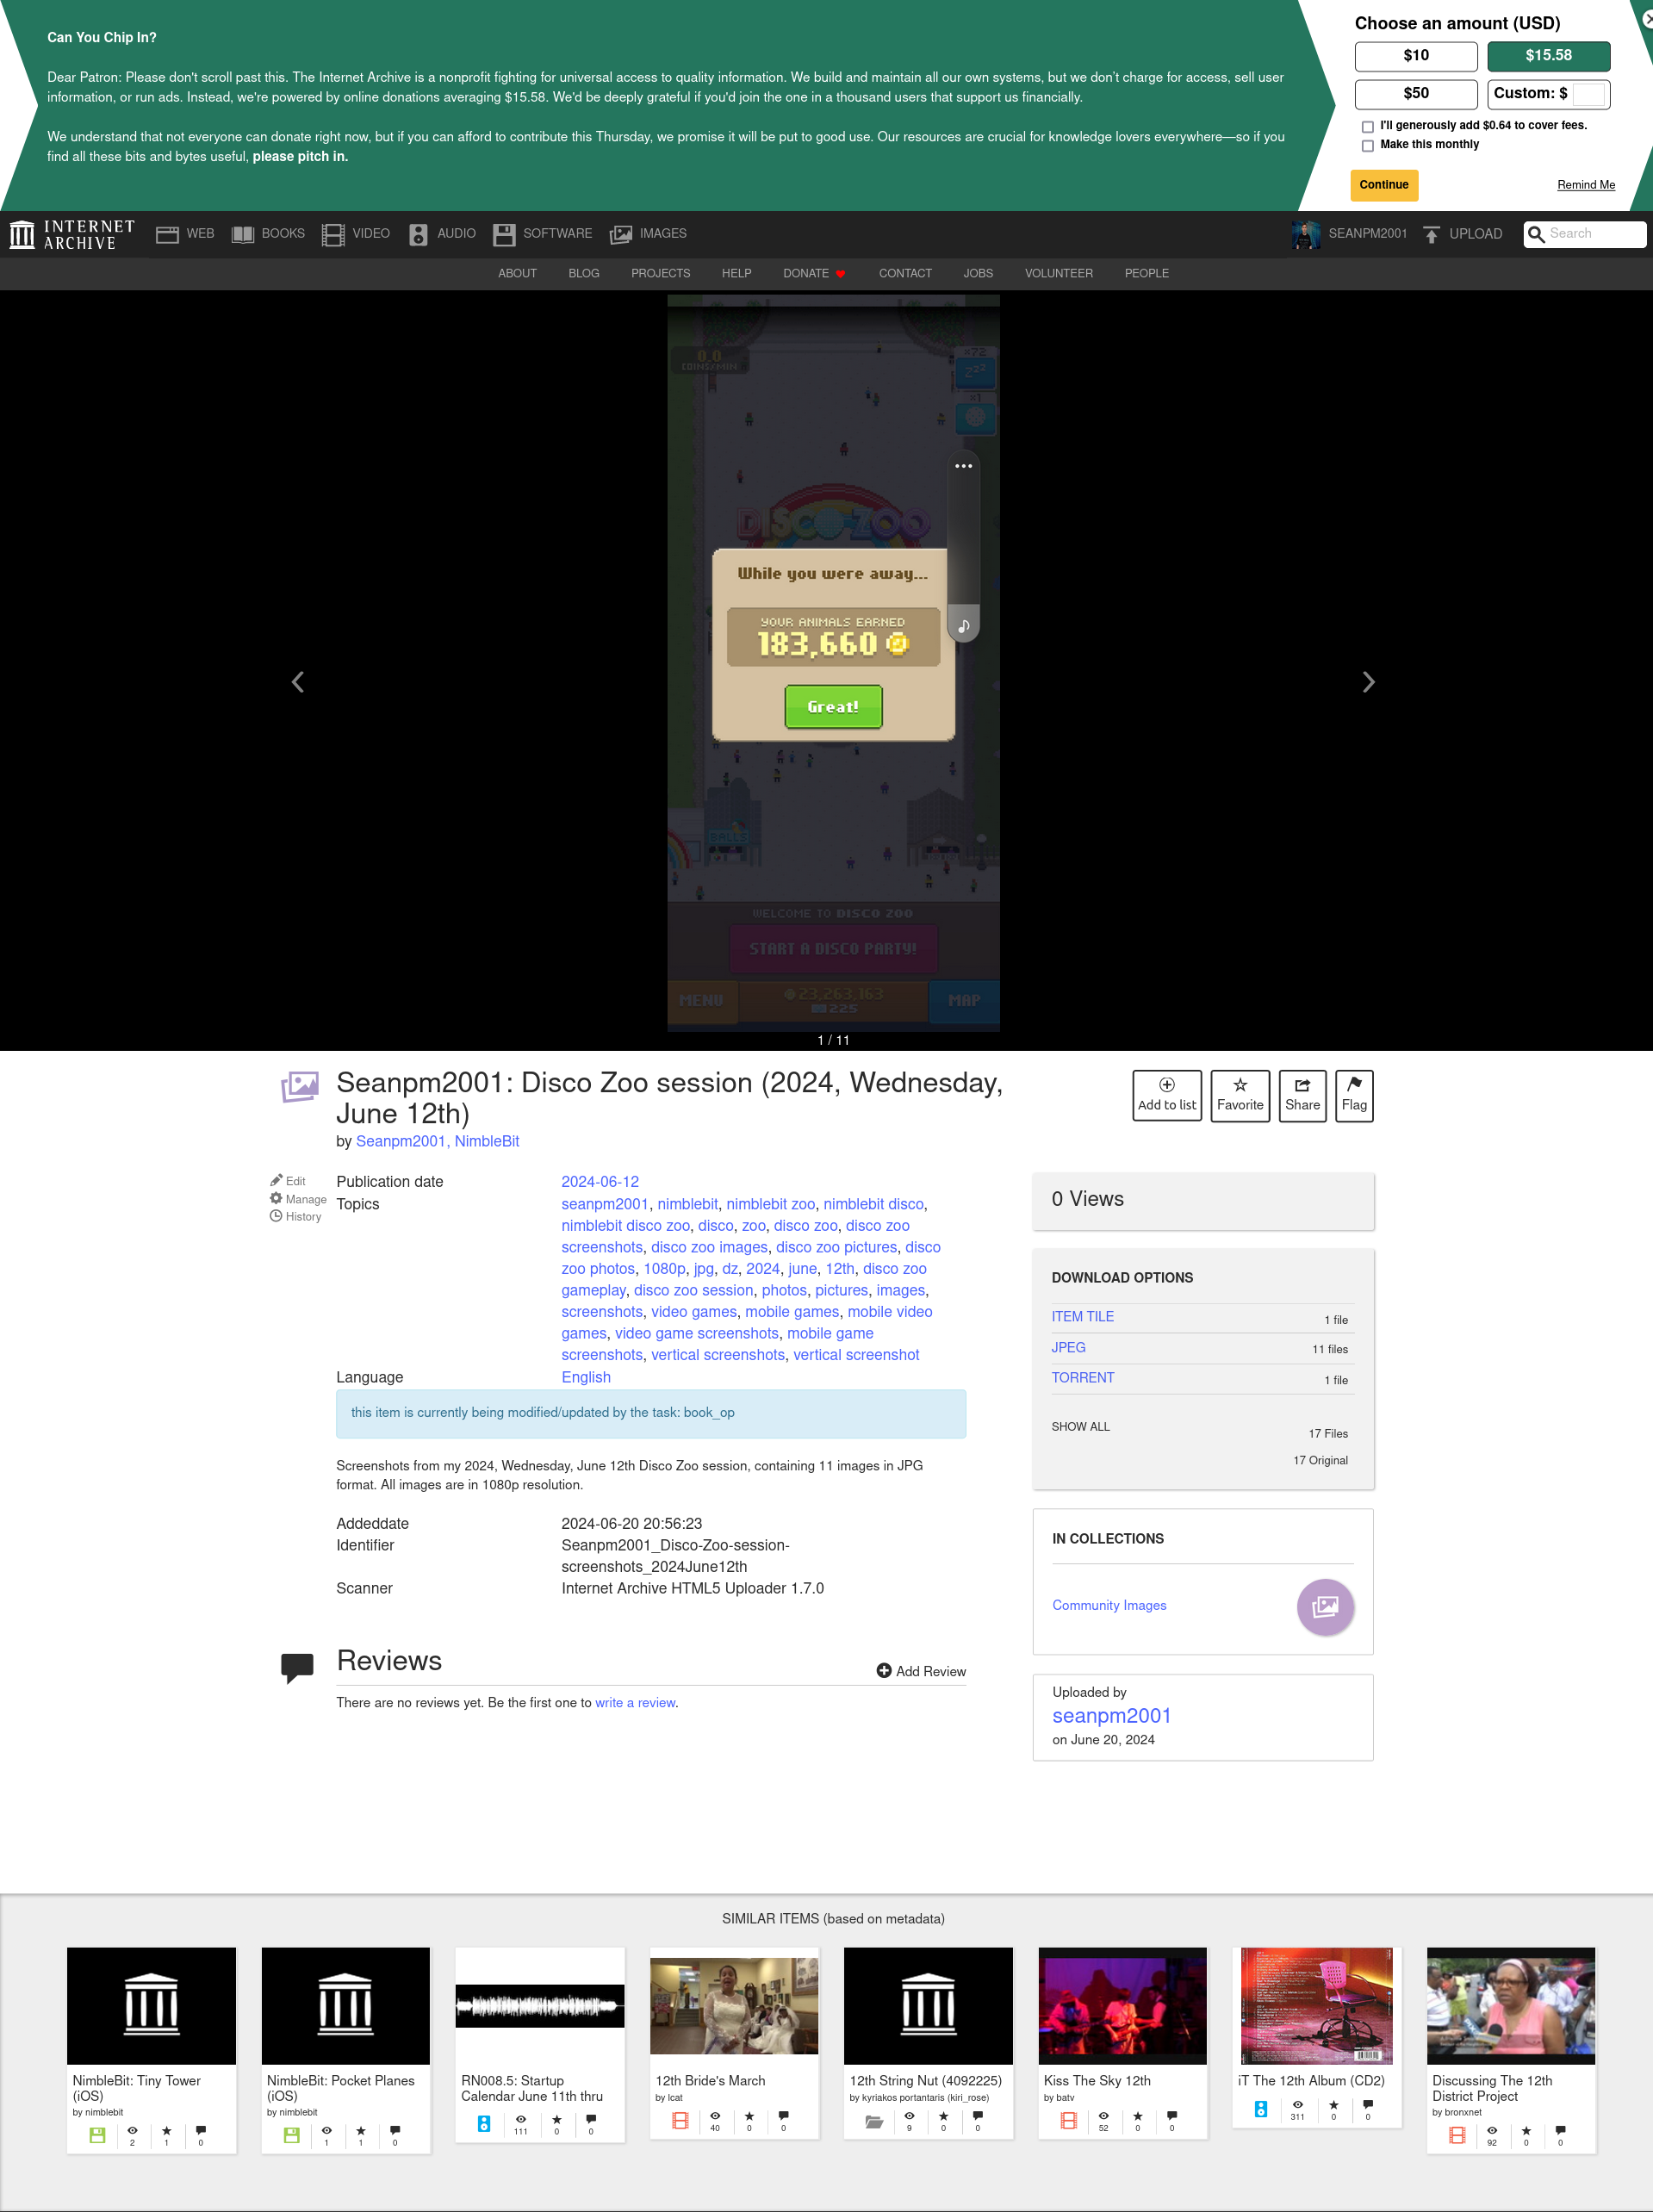 Can You Chip In?
Dear Patron: Please don't scroll past this. The Internet Archive is a nonprofit fighting for universal access to quality information. We build and maintain all our own systems, but we don't charge for access, sell user
information, or run ads. Instead, we're powered by online donations averaging $15.58. We'd be deeply grateful if you'd join the one in a thousand users that support us financially.
We understand that not everyone can donate right now, but if you can afford to contribute this Thursday, we promise it will be put to good use. Our resources are crucial for knowledge lovers everywhere—so if you
find all these bits and bytes useful, please pitch in.
Choose an amount (USD)
$10 $15.58
$50 Custom: $
I'll generously add $0.64 to cover fees.
Make this monthly
Continue Remind Me
INTERNET ARCHIVE WEB BOOKS VIDEO AUDIO SOFTWARE IMAGES SEANPM2001 UPLOAD Search
ABOUT BLOG PROJECTS HELP DONATE CONTACT JOBS VOLUNTEER PEOPLE
0.0
COINS/MIN
x72
zzz
x1
DISCO ZOO
While you were away...
YOUR ANIMALS EARNED
183,660
Great!
BALLS
WELCOME TO DISCO ZOO
START A DISCO PARTY!
MENU 23,263,163 MAP
225
1 / 11
Seanpm2001: Disco Zoo session (2024, Wednesday,
June 12th)
by Seanpm2001, NimbleBit
Add to list Favorite Share Flag
Edit
Manage
History
Publication date 2024-06-12
Topics seanpm2001, nimblebit, nimblebit zoo, nimblebit disco,
nimblebit disco zoo, disco, zoo, disco zoo, disco zoo
screenshots, disco zoo images, disco zoo pictures, disco
zoo photos, 1080p, jpg, dz, 2024, june, 12th, disco zoo
gameplay, disco zoo session, photos, pictures, images,
screenshots, video games, mobile games, mobile video
games, video game screenshots, mobile game
screenshots, vertical screenshots, vertical screenshot
Language English
this item is currently being modified/updated by the task: book_op
Screenshots from my 2024, Wednesday, June 12th Disco Zoo session, containing 11 images in JPG
format. All images are in 1080p resolution.
Addeddate 2024-06-20 20:56:23
Identifier Seanpm2001_Disco-Zoo-session-
screenshots_2024June12th
Scanner Internet Archive HTML5 Uploader 1.7.0
Reviews
Add Review
There are no reviews yet. Be the first one to write a review.
0 Views
DOWNLOAD OPTIONS
ITEM TILE 1 file
JPEG 11 files
TORRENT 1 file
SHOW ALL 17 Files
17 Original
IN COLLECTIONS
Community Images
Uploaded by
seanpm2001
on June 20, 2024
SIMILAR ITEMS (based on metadata)
NimbleBit: Tiny Tower
(iOS)
by nimblebit
2 1 0
NimbleBit: Pocket Planes
(iOS)
by nimblebit
1 1 0
RN008.5: Startup
Calendar June 11th thru
111 0 0
12th Bride's March
by lcat
40 0 0
12th String Nut (4092225)
by kyriakos portantaris (kiri_rose)
9 0 0
Kiss The Sky 12th
by batv
52 0 0
iT The 12th Album (CD2)
311 0 0
Discussing The 12th
District Project
by bronxnet
92 0 0